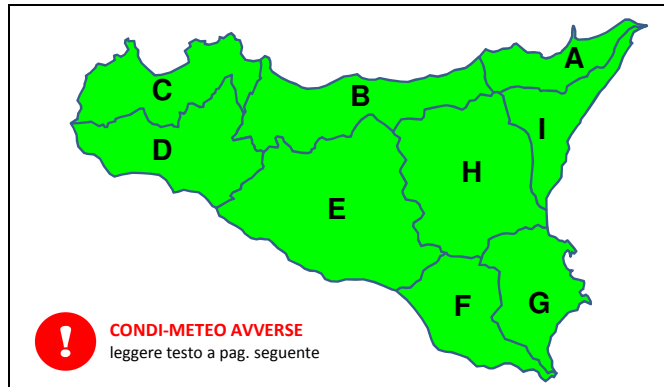 A
C
B
I
D
H
E
F
G
!
CONDI-METEO AVVERSE
leggere testo a pag. seguente